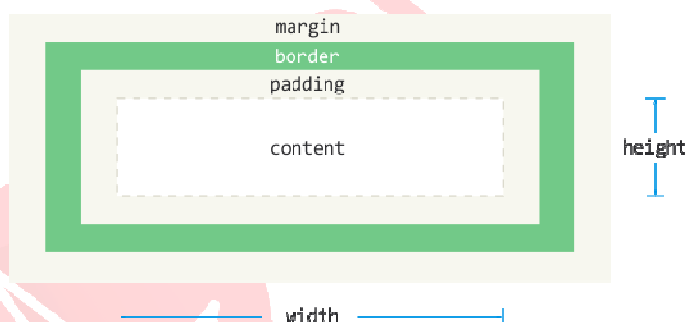 margin
border
padding
content
height
width